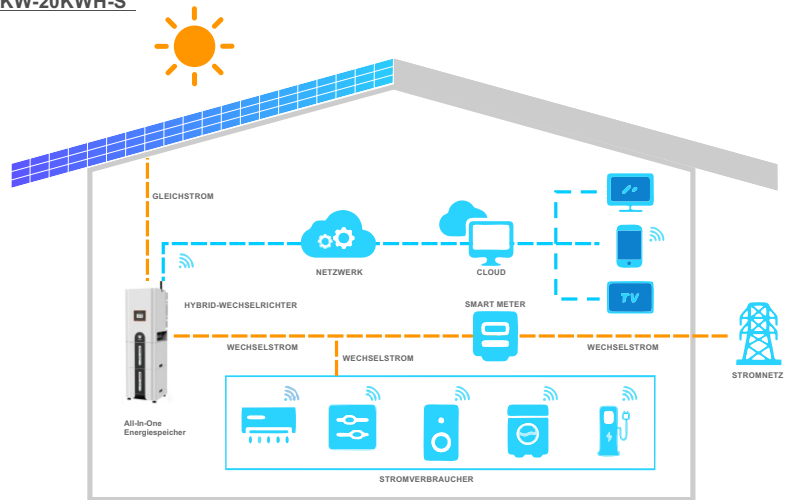 KW-20KWH-S
GLEICHSTROM
NETZWERK
CLOUD
TV
HYBRID-WECHSELRICHTER
SMART METER
WECHSELSTROM
WECHSELSTROM
WECHSELSTROM
STROMNETZ
All-In-One
Energiespeicher
STROMVERBRAUCHER